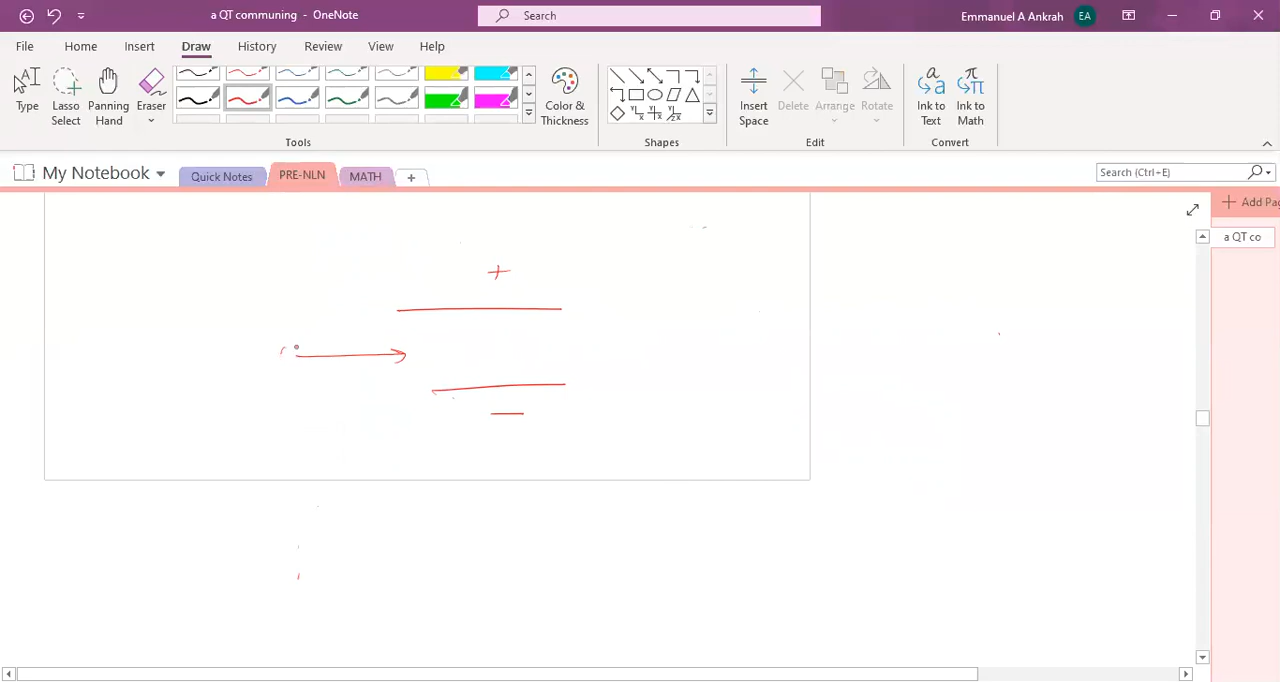 a QT communing - OneNote
Search
Emmanuel A Ankrah
EA
File Home Insert Draw History Review View Help
Type
Lasso Select
Panning Hand
Eraser
Color & Thickness
Insert Space
Delete
Arrange
Rotate
Ink to Text
Ink to Math
Tools
Shapes
Edit
Convert
My Notebook
Quick Notes
PRE-NLN
MATH
+
Search (Ctrl+E)
Add Pag
a QT co
+
—